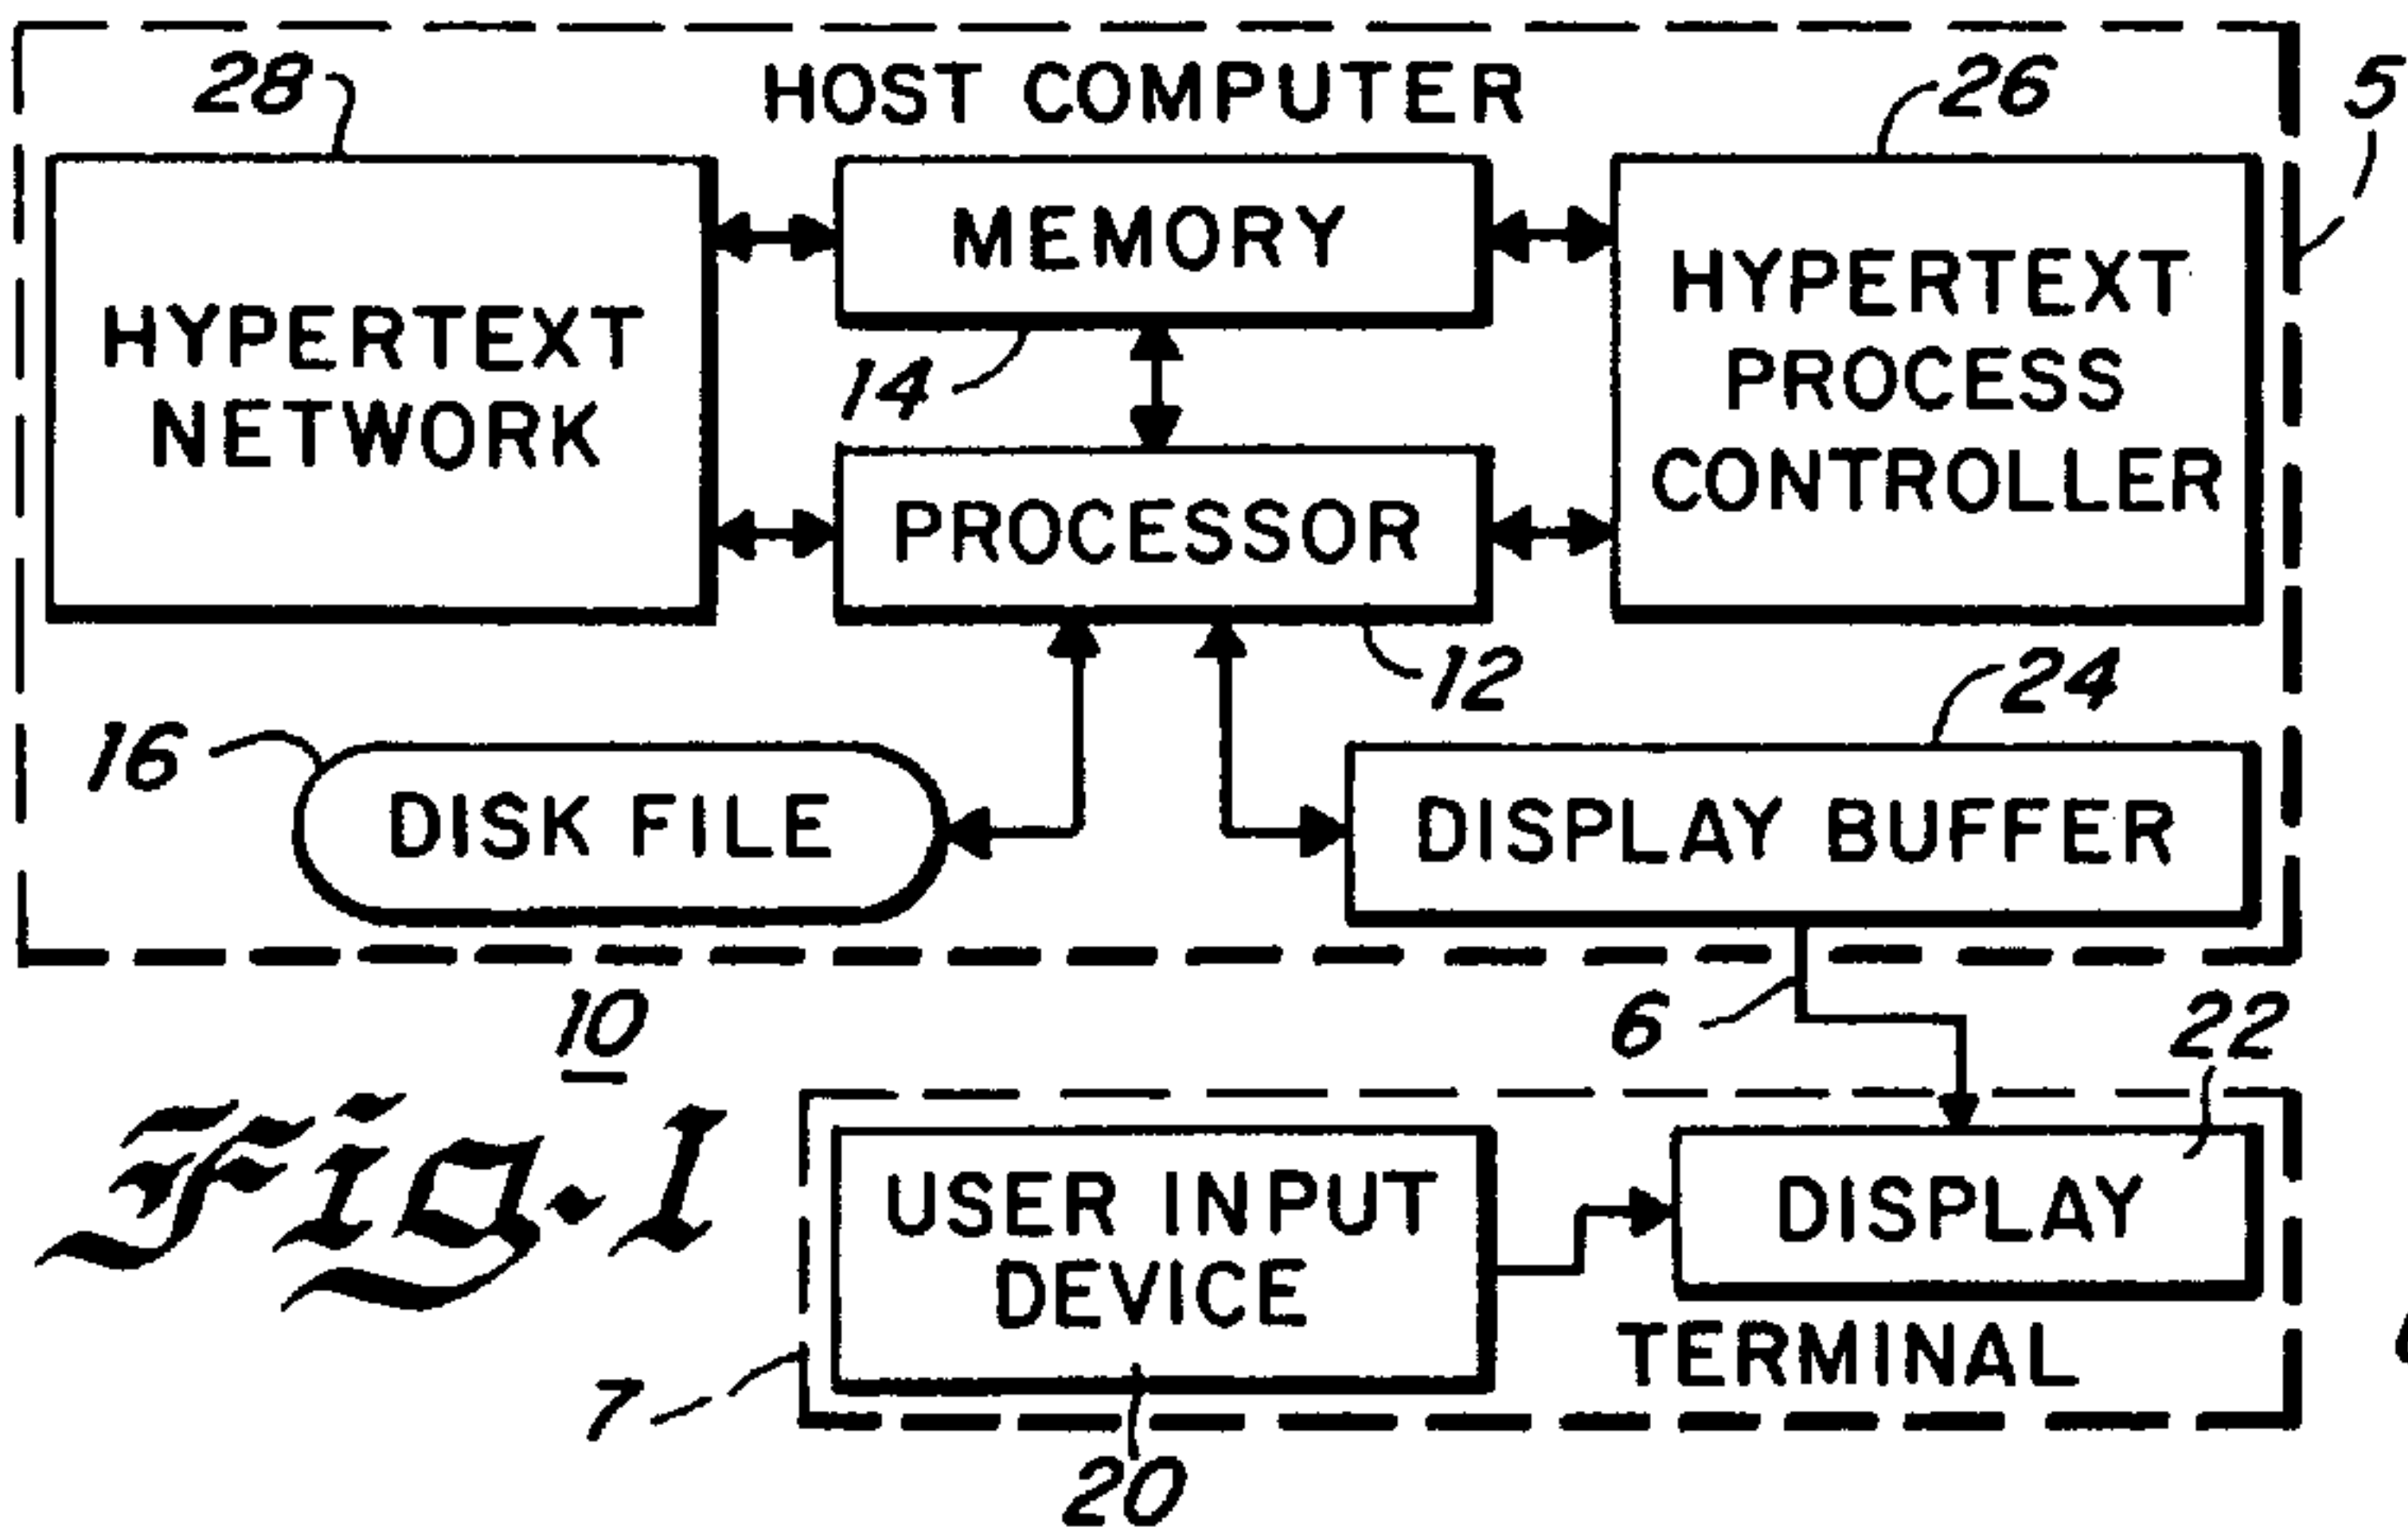 HOST COMPUTER
28
26
5
HYPERTEXT
NETWORK
MEMORY
14
HYPERTEXT
PROCESS
CONTROLLER
PROCESSOR
12
24
16
DISK FILE
DISPLAY BUFFER
10
6
22
Fig. 1
USER INPUT
DEVICE
DISPLAY
TERMINAL
7
20